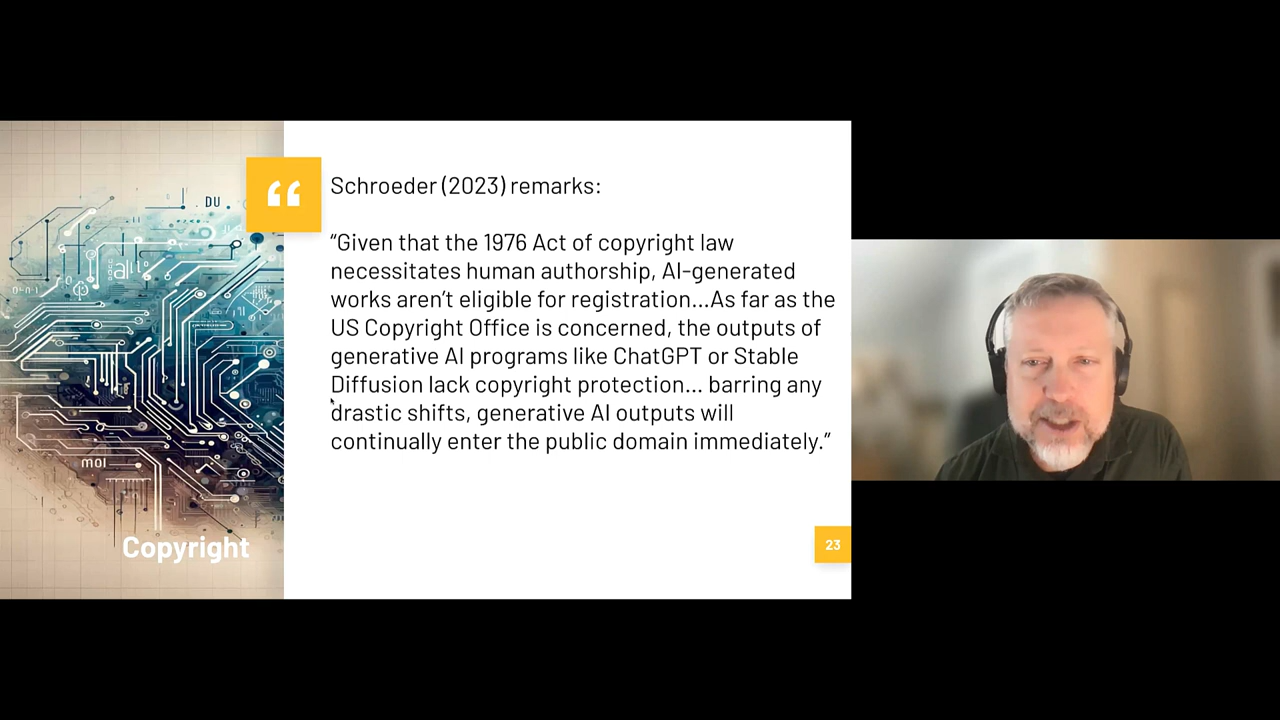 DU
moi
Copyright
“
Schroeder (2023) remarks:
“Given that the 1976 Act of copyright law
necessitates human authorship, AI-generated
works aren’t eligible for registration...As far as the
US Copyright Office is concerned, the outputs of
generative AI programs like ChatGPT or Stable
Diffusion lack copyright protection... barring any
drastic shifts, generative AI outputs will
continually enter the public domain immediately.”
23